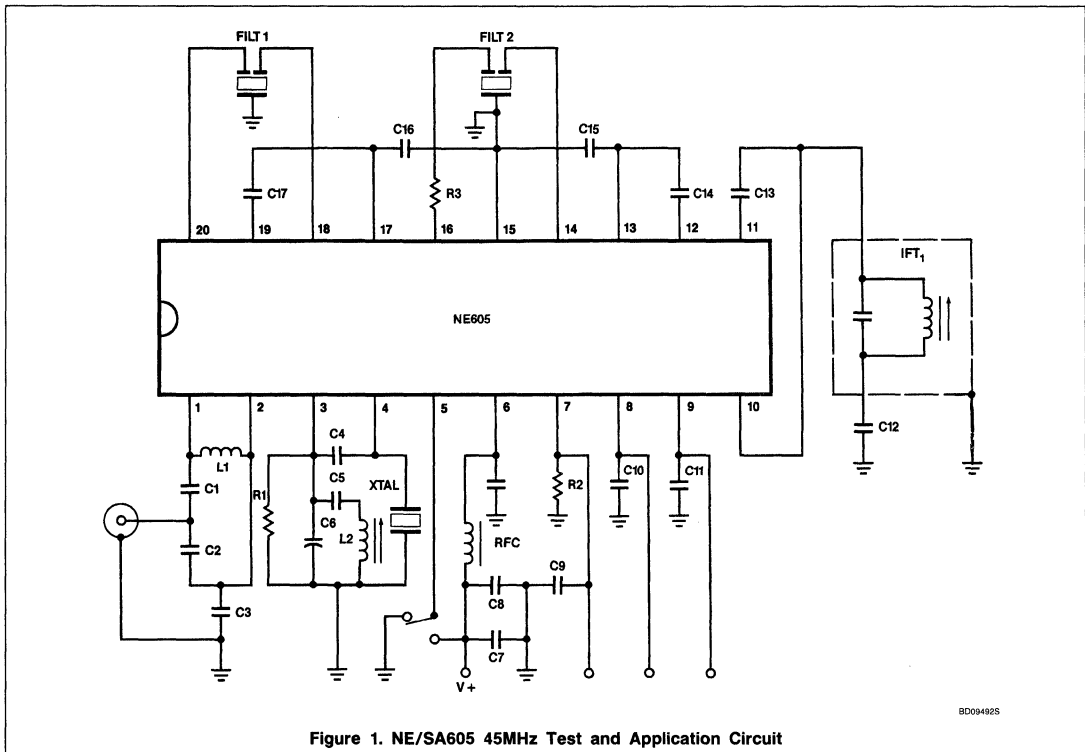 FILT 1
FILT 2
C16
C15
C17
R3
C14
C13
20 19 18 17 16 15 14 13 12 11
IFT1
NE605
1 2 3 4 5 6 7 8 9 10
C12
L1
C4
C1
R1
C5
XTAL
C6
L2
R2
C10
C11
RFC
C2
C9
C8
C3
C7
V +
BD09492S
Figure 1. NE/SA605 45MHz Test and Application Circuit